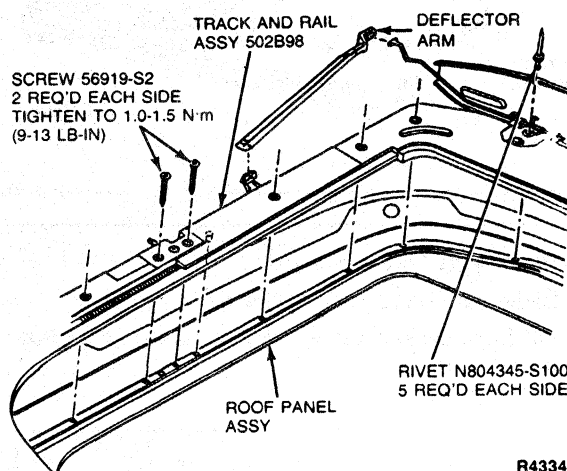 TRACK AND RAIL
ASSY 502B98
DEFLECTOR
ARM
SCREW 56919-S2
2 REQ'D EACH SIDE
TIGHTEN TO 1.0-1.5 N·m
(9-13 LB-IN)
RIVET N804345-S100
5 REQ'D EACH SIDE
ROOF PANEL
ASSY
R4334